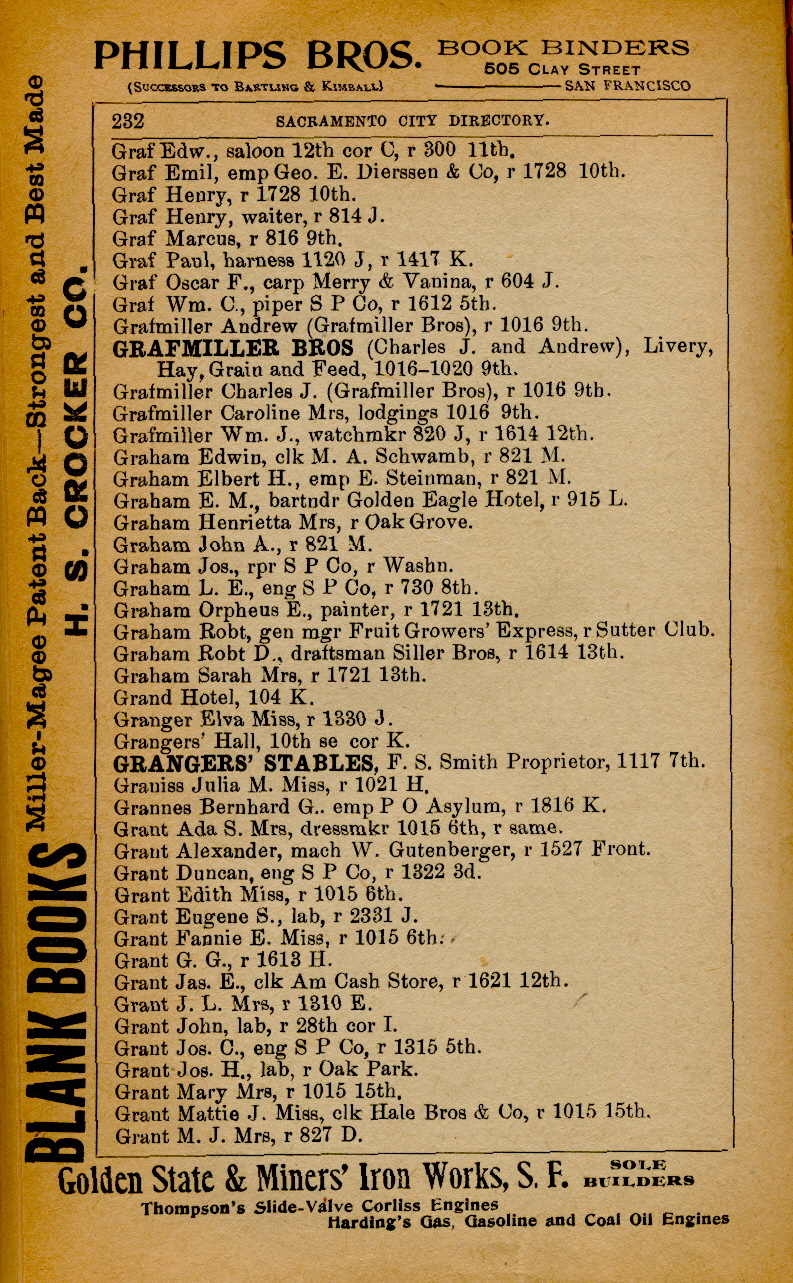 PHILLIPS BROS. BOOK BINDERS
505 CLAY STREET
(SUCCESSORS TO BARTLING & KIMBALL) SAN FRANCISCO
232 SACRAMENTO CITY DIRECTORY.
Graf Edw., saloon 12th cor C, r 300 11th.
Graf Emil, emp Geo. E. Dierssen & Co, r 1728 10th.
Graf Henry, r 1728 10th.
Graf Henry, waiter, r 814 J.
Graf Marcus, r 816 9th.
Graf Paul, harness 1120 J, r 1417 K.
Graf Oscar F., carp Merry & Vanina, r 604 J.
Graf Wm. C., piper S P Co, r 1612 5th.
Grafmiller Andrew (Grafmiller Bros), r 1016 9th.
GRAFMILLER BROS (Charles J. and Andrew), Livery,
Hay, Grain and Feed, 1016-1020 9th.
Grafmiller Charles J. (Grafmiller Bros), r 1016 9th.
Grafmiller Caroline Mrs, lodgings 1016 9th.
Grafmiller Wm. J., watchmkr 820 J, r 1614 12th.
Graham Edwin, clk M. A. Schwamb, r 821 M.
Graham Elbert H., emp E. Steinman, r 821 M.
Graham E. M., bartndr Golden Eagle Hotel, r 915 L.
Graham Henrietta Mrs, r Oak Grove.
Graham John A., r 821 M.
Graham Jos., rpr S P Co, r Washn.
Graham L. E., eng S P Co, r 730 8th.
Graham Orpheus E., painter, r 1721 13th.
Graham Robt, gen mgr Fruit Growers' Express, r Sutter Club.
Graham Robt D., draftsman Siller Bros, r 1614 13th.
Graham Sarah Mrs, r 1721 13th.
Grand Hotel, 104 K.
Granger Elva Miss, r 1330 J.
Grangers' Hall, 10th se cor K.
GRANGERS' STABLES, F. S. Smith Proprietor, 1117 7th.
Graniss Julia M. Miss, r 1021 H.
Grannes Bernhard G.. emp P O Asylum, r 1816 K.
Grant Ada S. Mrs, dressmkr 1015 6th, r same.
Grant Alexander, mach W. Gutenberger, r 1527 Front.
Grant Duncan, eng S P Co, r 1322 3d.
Grant Edith Miss, r 1015 6th.
Grant Eugene S., lab, r 2331 J.
Grant Fannie E. Miss, r 1015 6th.
Grant G. G., r 1613 H.
Grant Jas. E., clk Am Cash Store, r 1621 12th.
Grant J. L. Mrs, r 1310 E.
Grant John, lab, r 28th cor I.
Grant Jos. C., eng S P Co, r 1315 5th.
Grant Jos. H., lab, r Oak Park.
Grant Mary Mrs, r 1015 15th.
Grant Mattie J. Miss, clk Hale Bros & Co, r 1015 15th.
Grant M. J. Mrs, r 827 D.
BLANK BOOKS Miller-Magee Patent Back—Strongest and Best Made
H. S. CROCKER CO.
Golden State & Miners' Iron Works, S. F. SOLE BUILDERS
Thompson's Slide-Valve Corliss Engines
Harding's Gas, Gasoline and Coal Oil Engines